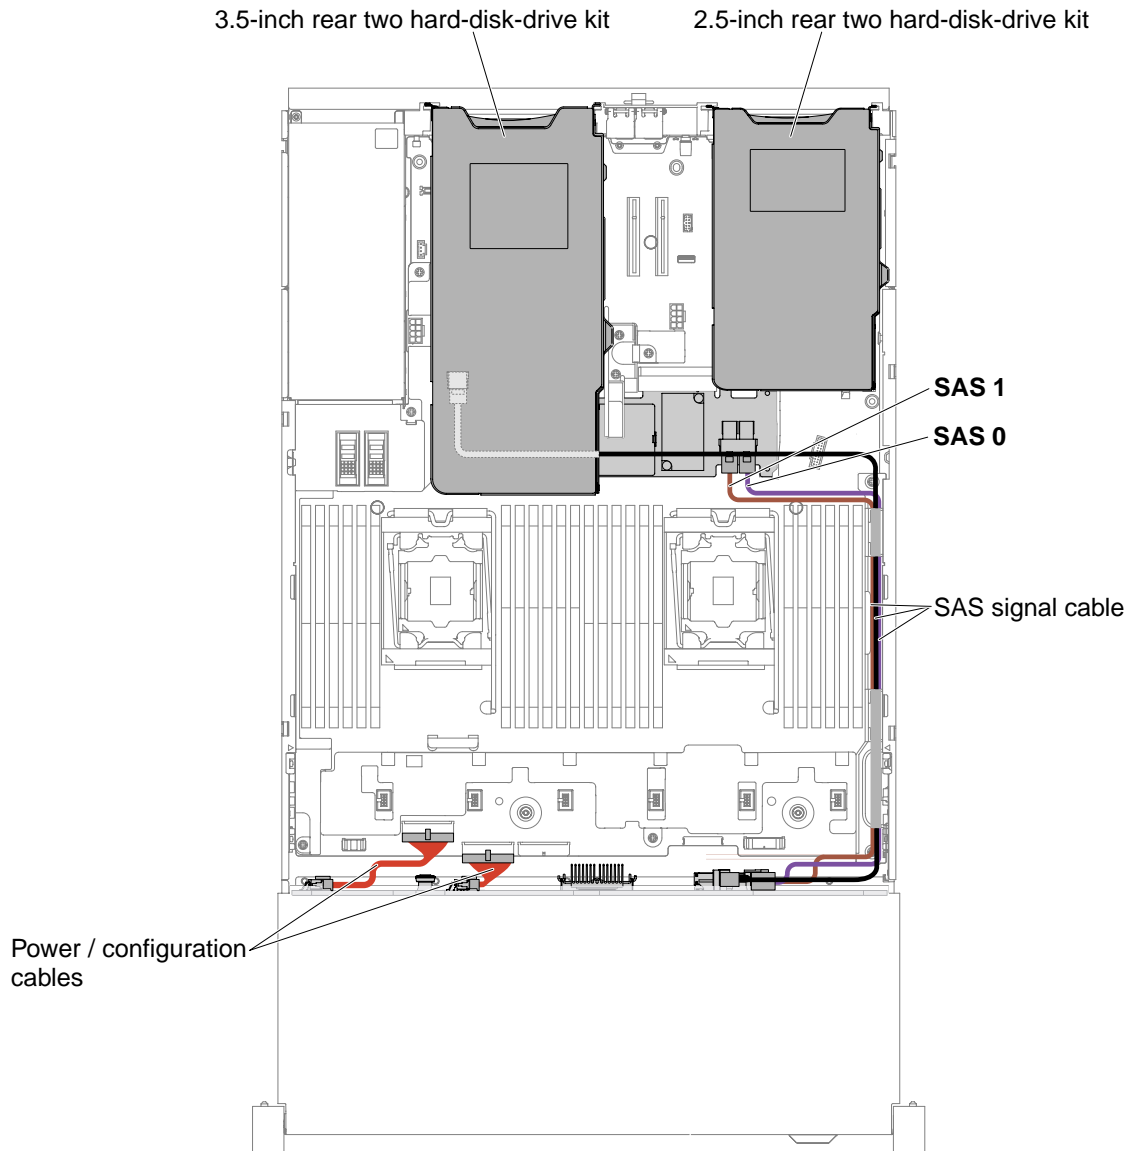 3.5-inch rear two hard-disk-drive kit
2.5-inch rear two hard-disk-drive kit
SAS 1
SAS 0
SAS signal cable
Power / configuration
cables